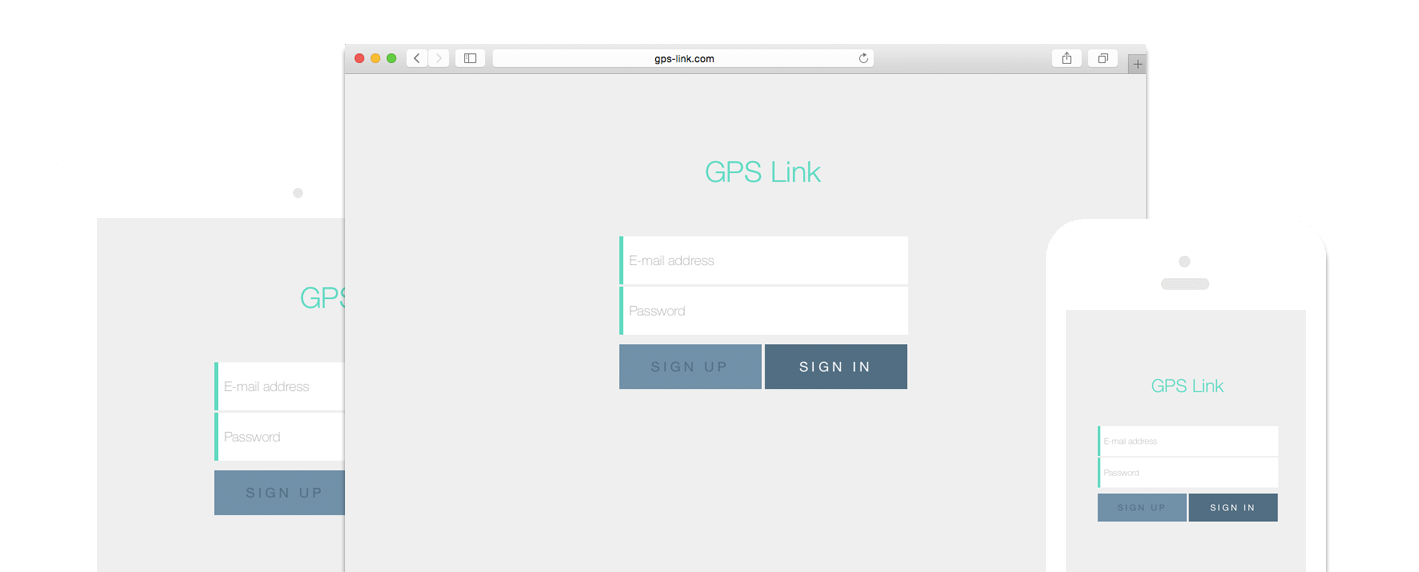 gps-link.com
GPS Link
E-mail address
Password
SIGN UP SIGN IN
GPS
E-mail address
Password
SIGN UP
GPS Link
E-mail address
Password
SIGN UP SIGN IN